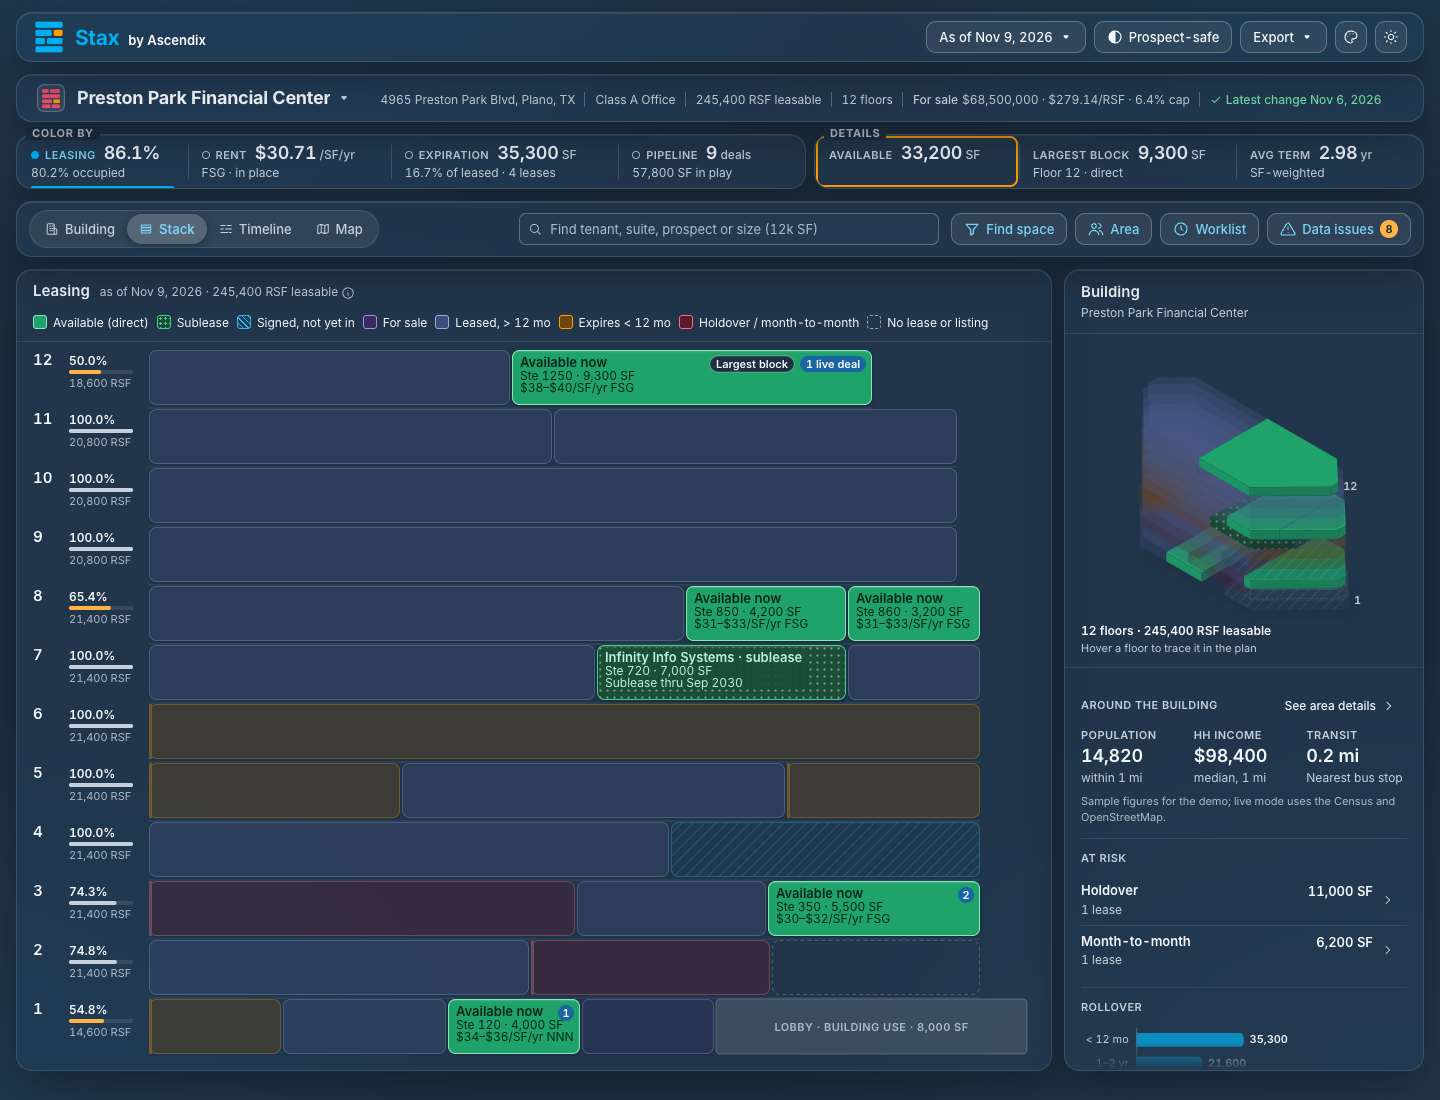 Stax by Ascendix
As of Nov 9, 2026
Prospect-safe
Export
Preston Park Financial Center
4965 Preston Park Blvd, Plano, TX
Class A Office
245,400 RSF leasable
12 floors
For sale $68,500,000 · $279.14/RSF · 6.4% cap
✓ Latest change Nov 6, 2026
COLOR BY
LEASING 86.1%
80.2% occupied
RENT $30.71 /SF/yr
FSG · in place
EXPIRATION 35,300 SF
16.7% of leased · 4 leases
PIPELINE 9 deals
57,800 SF in play
DETAILS
AVAILABLE 33,200 SF
LARGEST BLOCK 9,300 SF
Floor 12 · direct
AVG TERM 2.98 yr
SF-weighted
Building
Stack
Timeline
Map
Find tenant, suite, prospect or size (12k SF)
Find space
Area
Worklist
Data issues 8
Leasing as of Nov 9, 2026 · 245,400 RSF leasable
Available (direct)
Sublease
Signed, not yet in
For sale
Leased, > 12 mo
Expires < 12 mo
Holdover / month-to-month
No lease or listing
12
50.0%
18,600 RSF
Available now
Ste 1250 · 9,300 SF
$38–$40/SF/yr FSG
Largest block
1 live deal
11
100.0%
20,800 RSF
10
100.0%
20,800 RSF
9
100.0%
20,800 RSF
8
65.4%
21,400 RSF
Available now
Ste 850 · 4,200 SF
$31–$33/SF/yr FSG
Available now
Ste 860 · 3,200 SF
$31–$33/SF/yr FSG
7
100.0%
21,400 RSF
Infinity Info Systems · sublease
Ste 720 · 7,000 SF
Sublease thru Sep 2030
6
100.0%
21,400 RSF
5
100.0%
21,400 RSF
4
100.0%
21,400 RSF
3
74.3%
21,400 RSF
Available now
Ste 350 · 5,500 SF
$30–$32/SF/yr FSG
2
2
74.8%
21,400 RSF
1
54.8%
14,600 RSF
Available now
Ste 120 · 4,000 SF
$34–$36/SF/yr NNN
1
LOBBY · BUILDING USE · 8,000 SF
Building
Preston Park Financial Center
12
1
12 floors · 245,400 RSF leasable
Hover a floor to trace it in the plan
AROUND THE BUILDING
See area details
POPULATION
14,820
within 1 mi
HH INCOME
$98,400
median, 1 mi
TRANSIT
0.2 mi
Nearest bus stop
Sample figures for the demo; live mode uses the Census and
OpenStreetMap.
AT RISK
Holdover
11,000 SF
1 lease
Month-to-month
6,200 SF
1 lease
ROLLOVER
< 12 mo
35,300
1–2 yr
21,600